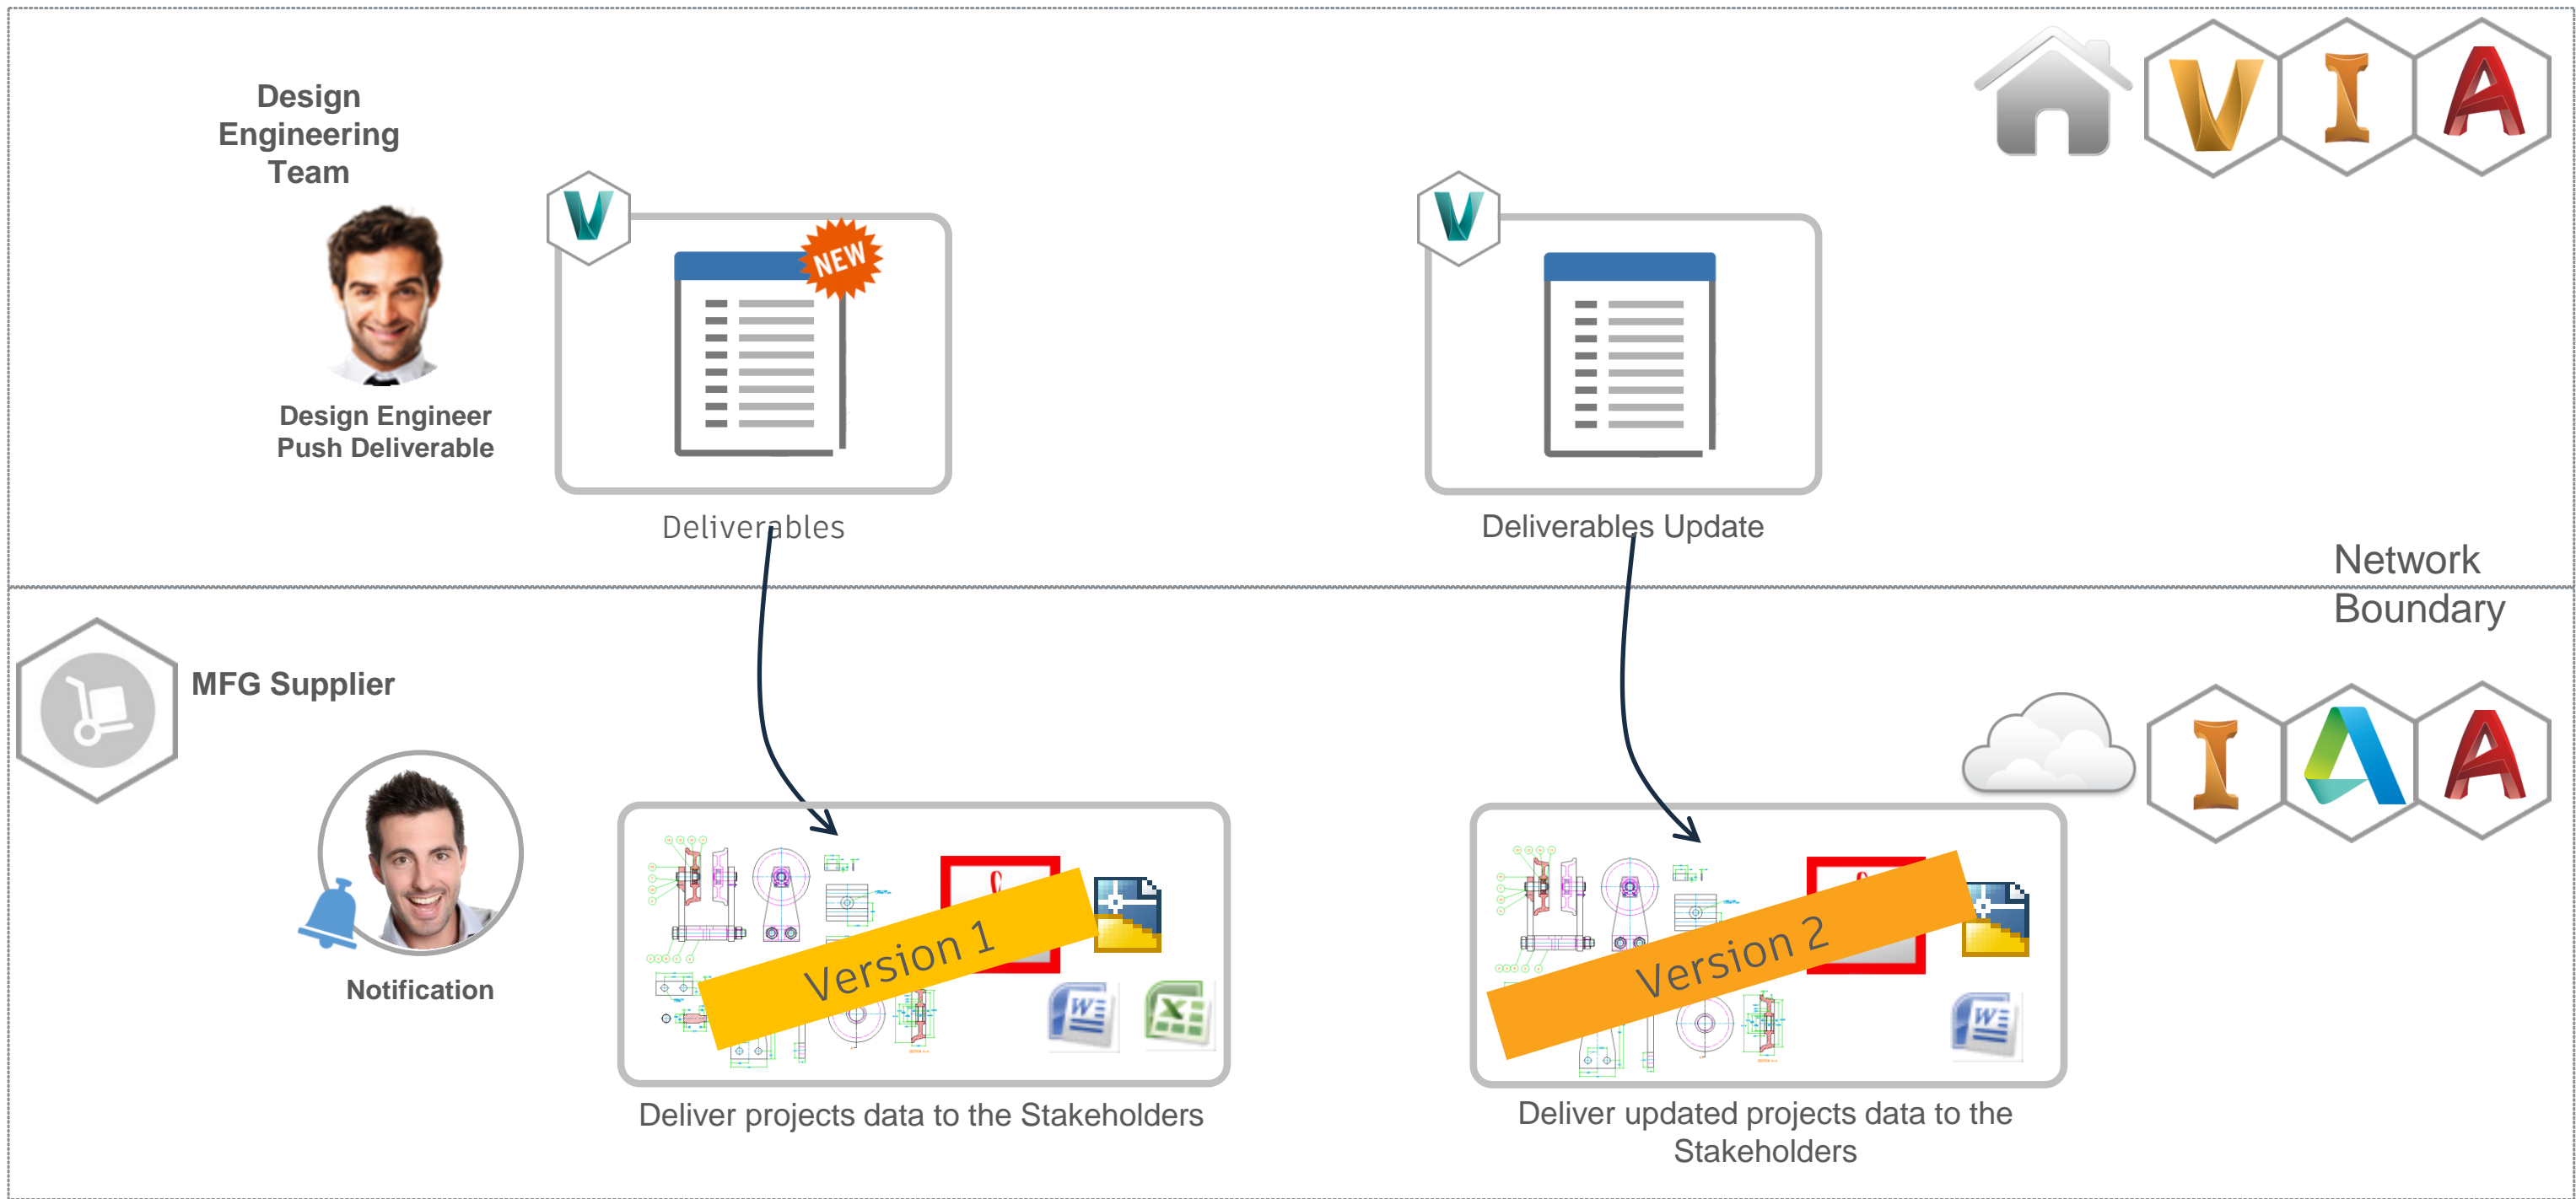 Design
Engineering
Team
NEW
Design Engineer
Push Deliverable
Deliverables
Deliverables Update
Network
Boundary
MFG Supplier
Notification
Version 1
Version 2
Deliver projects data to the Stakeholders
Deliver updated projects data to the
Stakeholders